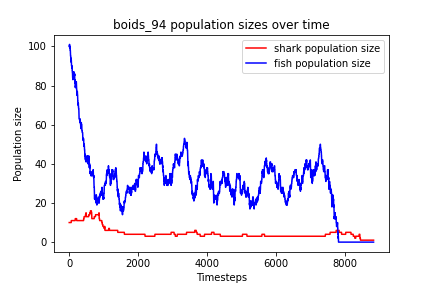 boids_94 population sizes over time
shark population size
fish population size
Population size
100
80
60
40
20
0
0
2000
4000
6000
8000
Timesteps